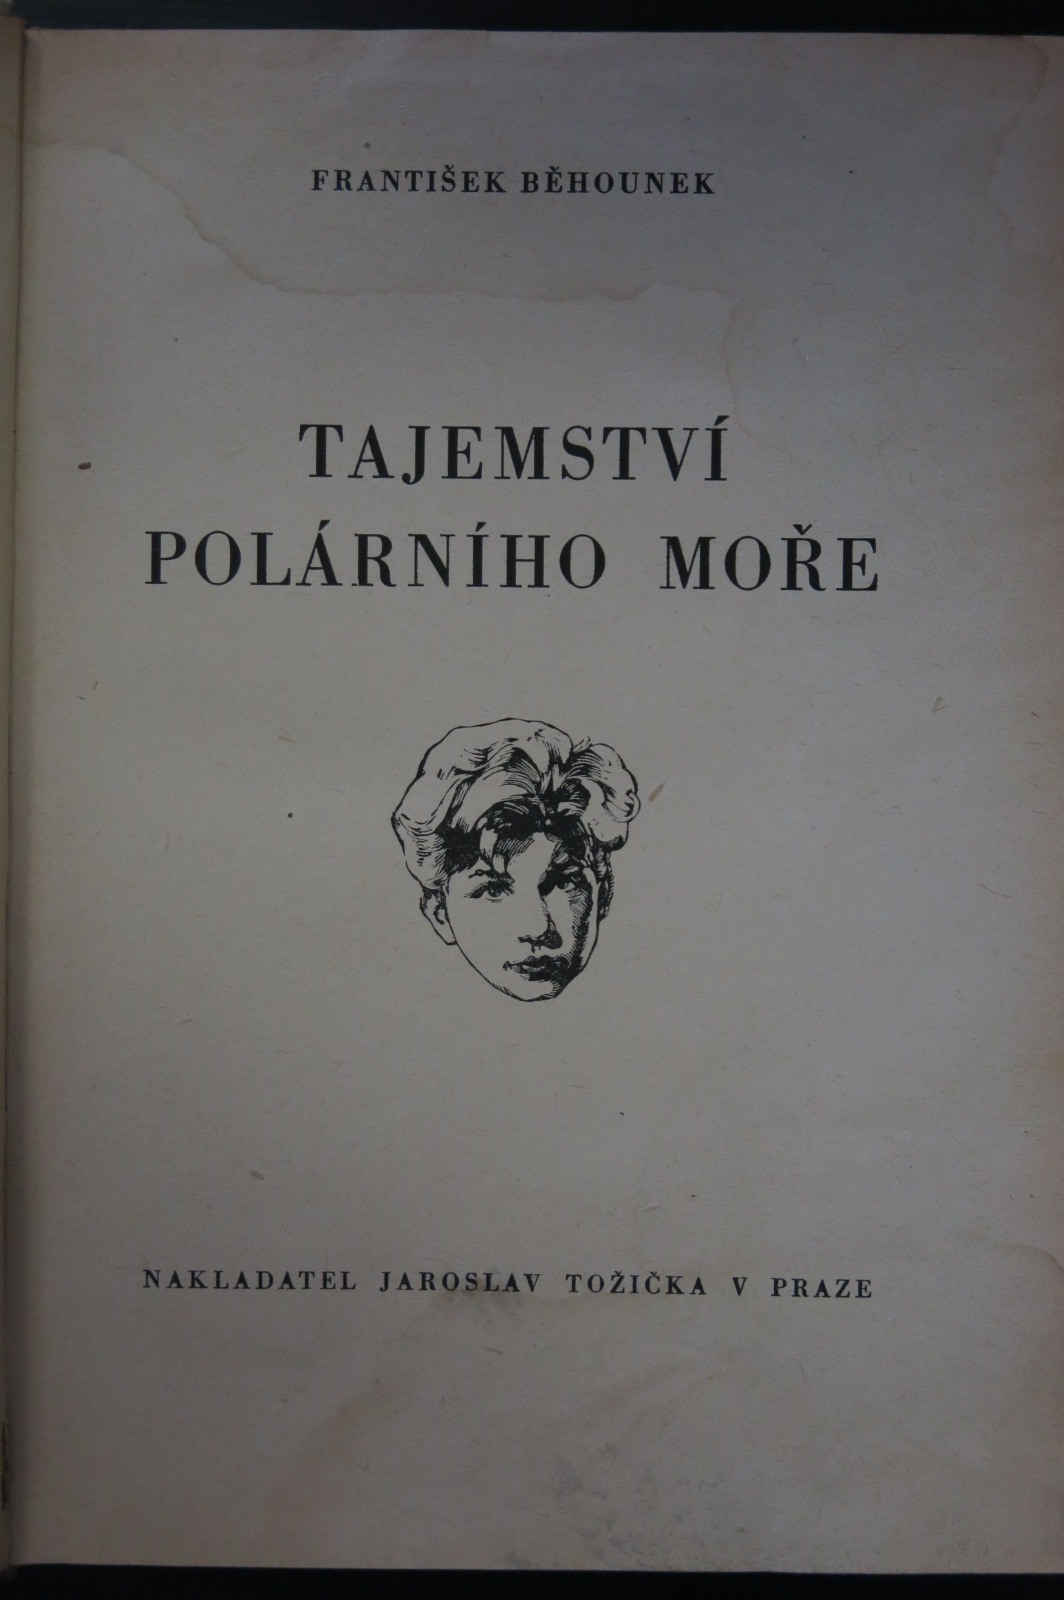 FRANTIŠEK BĚHOUNEK
TAJEMSTVÍ
POLÁRNÍHO MOŘE
NAKLADATEL JAROSLAV TOŽIČKA V PRAZE